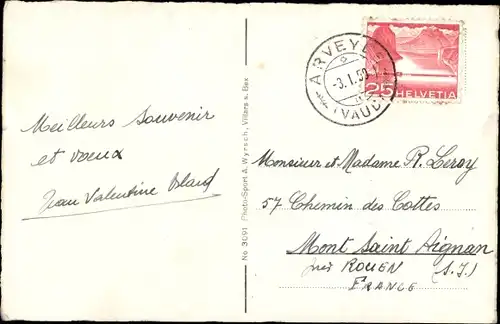 ARVEYES
-3.I.50
(VAUD)
25 HELVETIA
Meilleurs souvenir
et voeux
Jean Valentine
No 3091 Photo-Sport A. Wyrsch, Villars s. Bex
Monsieur et Madame R. Leroy
57 Chemin des Cottes
Mont Saint Aignan
près ROUEN (S.I.)
FRANCE